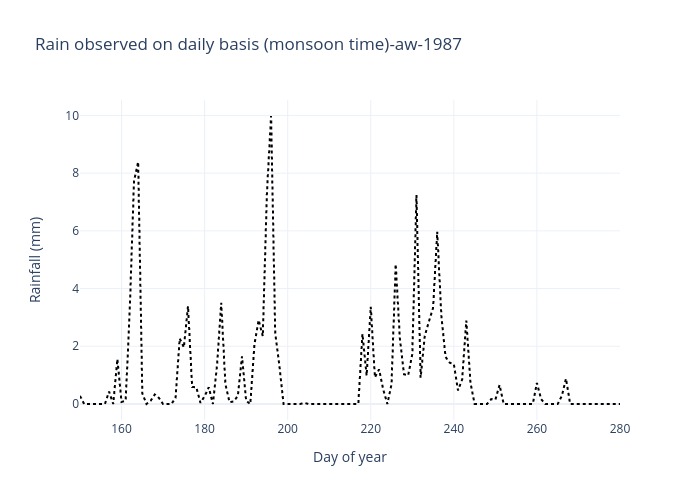 Rain observed on daily basis (monsoon time)-aw-1987
10
8
6
4
2
0
Rainfall (mm)
160 180 200 220 240 260 280
Day of year